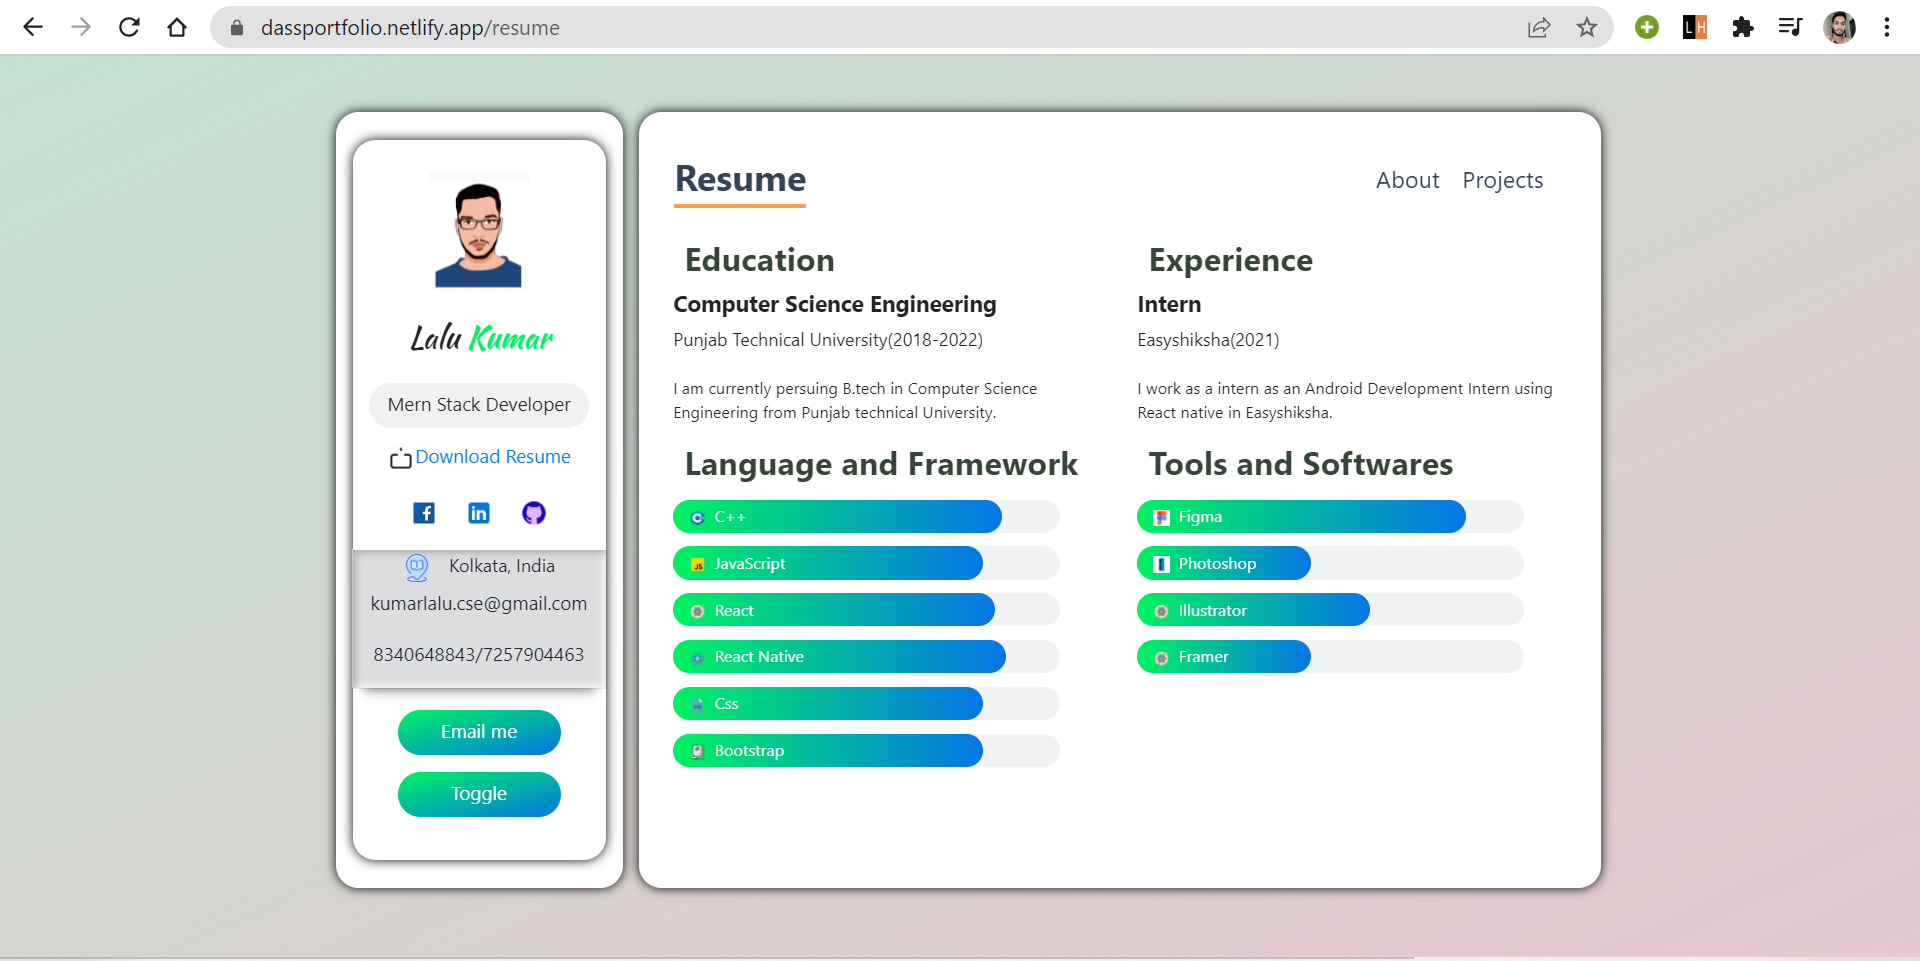 dassportfolio.netlify.app/resume
L H
Lalu Kumar
Mern Stack Developer
Download Resume
Kolkata, India
kumarlalu.cse@gmail.com
8340648843/7257904463
Email me
Toggle
Resume
About Projects
Education
Computer Science Engineering
Punjab Technical University(2018-2022)
I am currently persuing B.tech in Computer Science
Engineering from Punjab technical University.
Experience
Intern
Easyshiksha(2021)
I work as a intern as an Android Development Intern using
React native in Easyshiksha.
Language and Framework
C++
JavaScript
React
React Native
Css
Bootstrap
Tools and Softwares
Figma
Photoshop
Illustrator
Framer